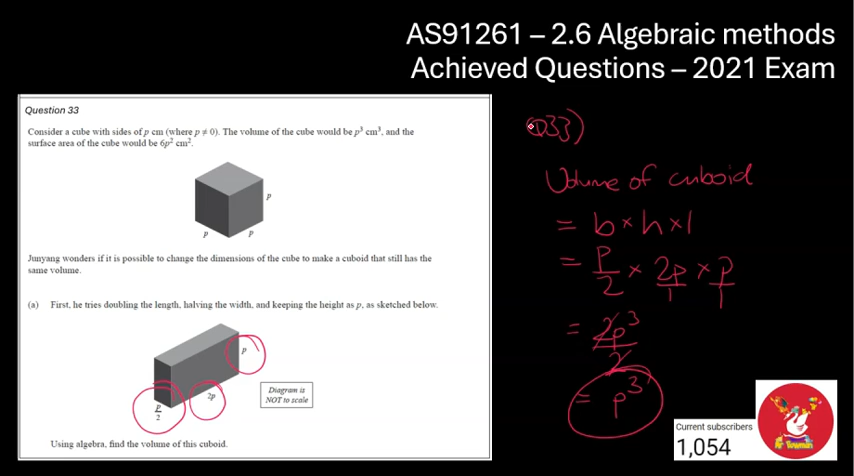 AS91261 – 2.6 Algebraic methods
Achieved Questions – 2021 Exam
Question 33
Consider a cube with sides of p cm (where p ≠ 0). The volume of the cube would be p³ cm³, and the
surface area of the cube would be 6p² cm².
p
p
p
Junyang wonders if it is possible to change the dimensions of the cube to make a cuboid that still has the
same volume.
(a) First, he tries doubling the length, halving the width, and keeping the height as p, as sketched below.
p
2p
p/2
Diagram is
NOT to scale
Using algebra, find the volume of this cuboid.
Q33)
Volume of cuboid
= b × h × l
= p/2 × 2p/1 × p/1
= 2p³/2
= p³
Current subscribers
1,054